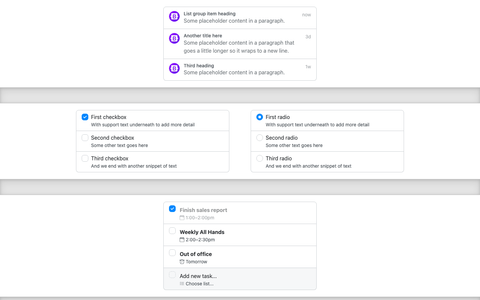 List group item heading now
Some placeholder content in a paragraph.
Another title here 3d
Some placeholder content in a paragraph that
goes a little longer so it wraps to a new line.
Third heading 1w
Some placeholder content in a paragraph.
First checkbox
With support text underneath to add more detail
Second checkbox
Some other text goes here
Third checkbox
And we end with another snippet of text
First radio
With support text underneath to add more detail
Second radio
Some other text goes here
Third radio
And we end with another snippet of text
Finish sales report
1:00–2:00pm
Weekly All Hands
2:00–2:30pm
Out of office
Tomorrow
Add new task...
Choose list...